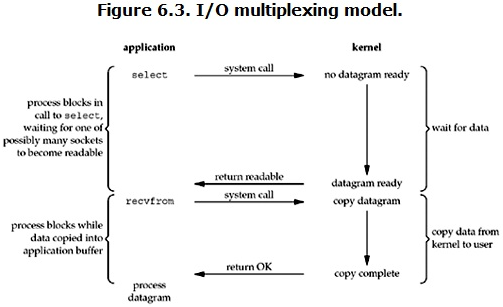 Figure 6.3. I/O multiplexing model.
application
kernel
select
system call
no datagram ready
process blocks in
call to select,
waiting for one of
possibly many sockets
to become readable
wait for data
return readable
datagram ready
recvfrom
system call
copy datagram
process blocks while
data copied into
application buffer
copy data from
kernel to user
return OK
copy complete
process
datagram